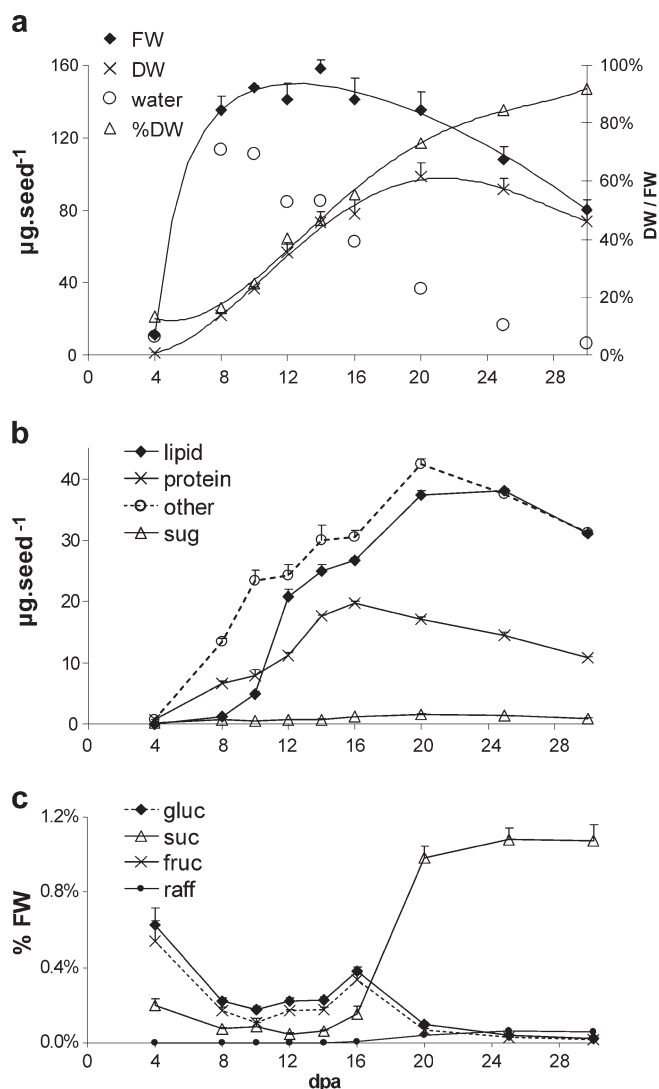 a
FW
DW
water
%DW
160
120
80
40
0
µg.seed-1
100%
80%
60%
40%
20%
0%
DW / FW
0 4 8 12 16 20 24 28
b
lipid
protein
other
sug
40
30
20
10
0
µg.seed-1
0 4 8 12 16 20 24 28
c
gluc
suc
fruc
raff
1.2%
0.8%
0.4%
0.0%
% FW
0 4 8 12 16 20 24 28
dpa